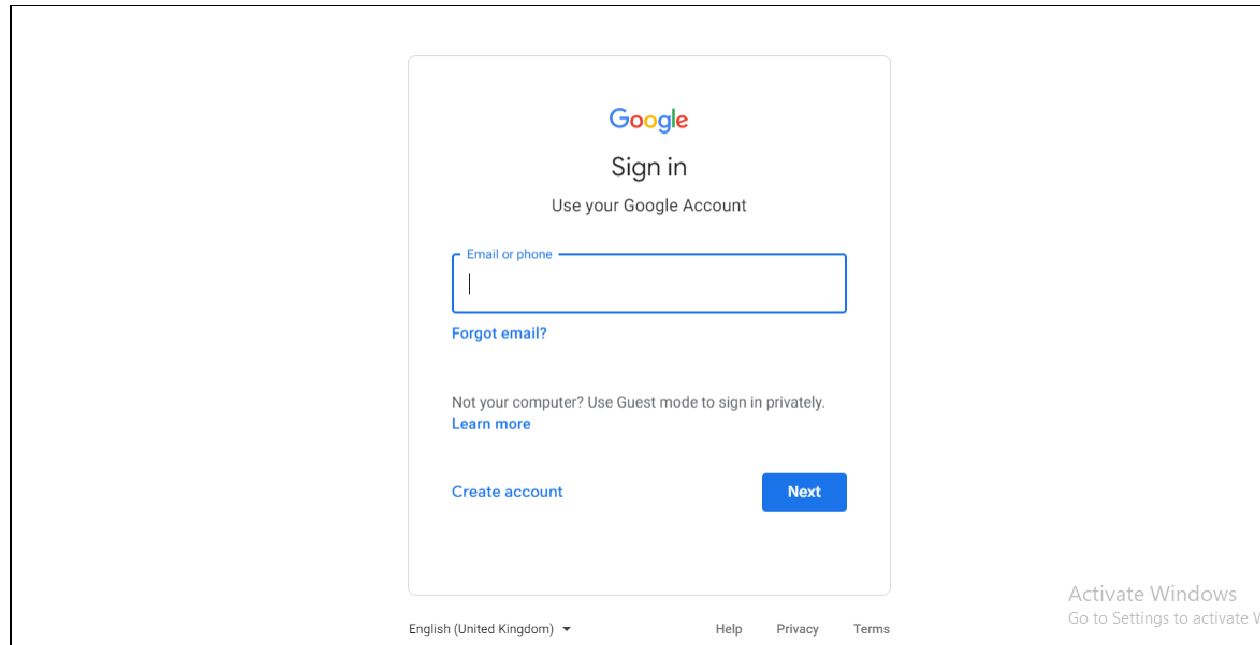 Google
Sign in
Use your Google Account
Email or phone
Forgot email?
Not your computer? Use Guest mode to sign in privately.
Learn more
Create account
Next
English (United Kingdom)
Help
Privacy
Terms
Activate Windows
Go to Settings to activate